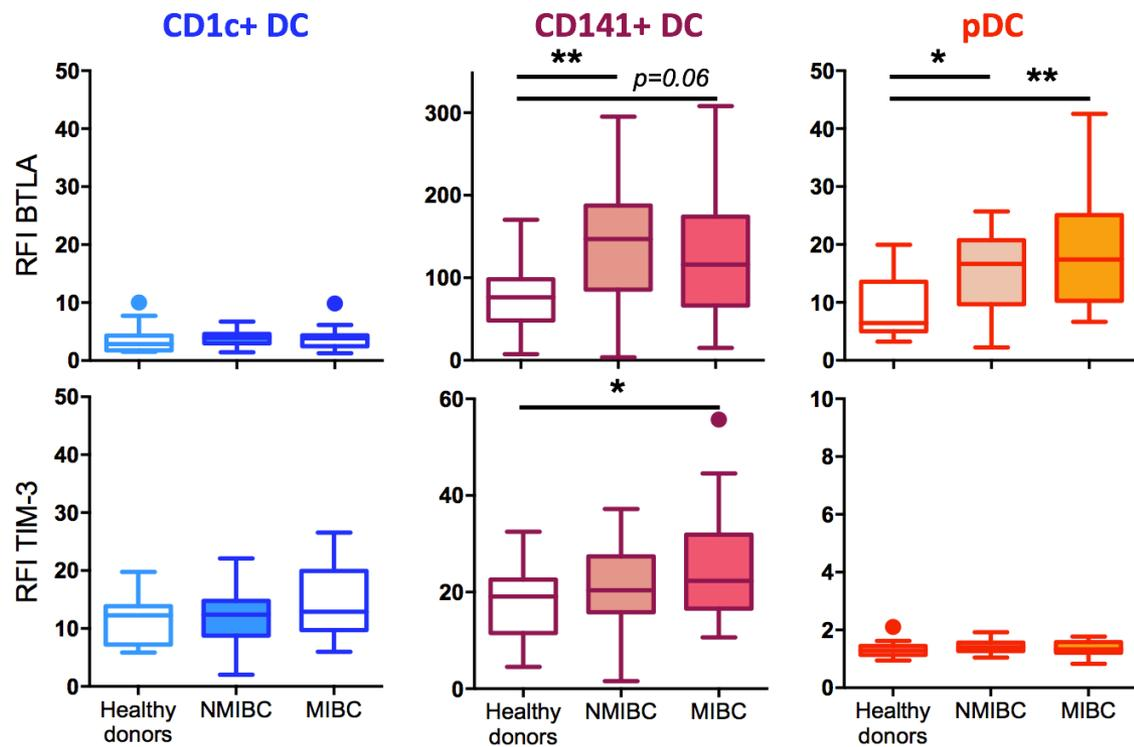 CD1c+ DC
CD141+ DC
pDC
RFI BTLA
50
40
30
20
10
0
300
200
100
0
**
p=0.06
50
40
30
20
10
0
*
**
RFI TIM-3
50
40
30
20
10
0
Healthy
donors
NMIBC
MIBC
60
40
20
0
*
Healthy
donors
NMIBC
MIBC
10
8
6
4
2
0
Healthy
donors
NMIBC
MIBC